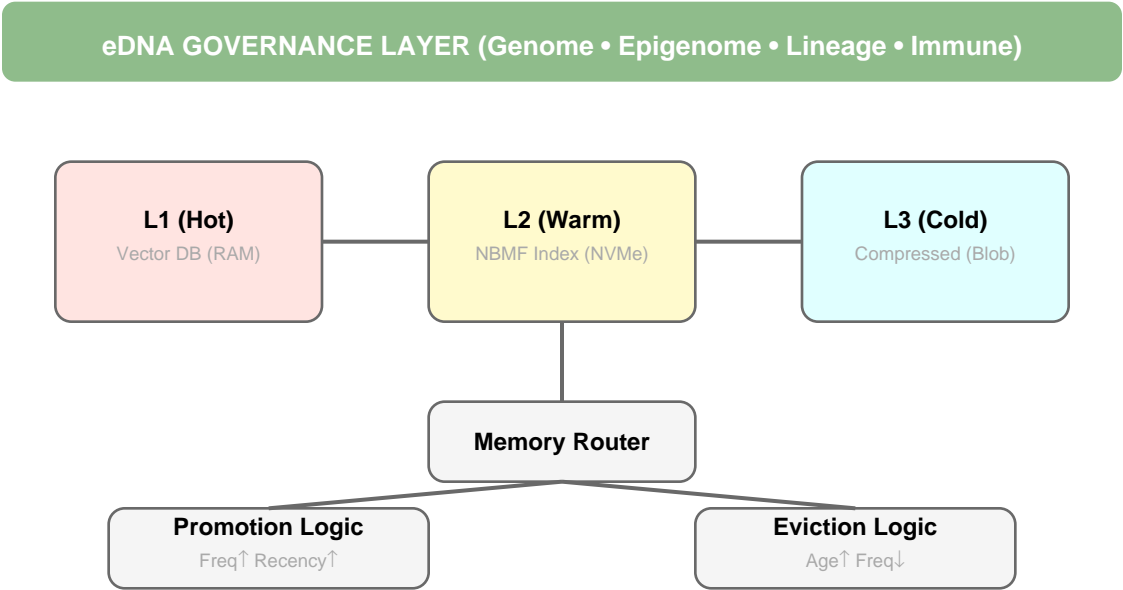 eDNA GOVERNANCE LAYER (Genome • Epigenome • Lineage • Immune)
L1 (Hot)
Vector DB (RAM)
L2 (Warm)
NBMF Index (NVMe)
L3 (Cold)
Compressed (Blob)
Memory Router
Promotion Logic
Freq↑ Recency↑
Eviction Logic
Age↑ Freq↓